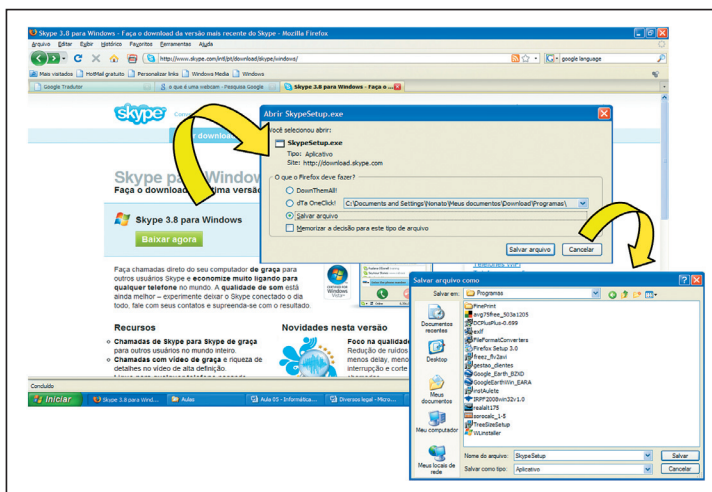 Skype 3.8 para Windows - Faça o download da versão mais recente do Skype - Mozilla Firefox
Arquivo Editar Exibir Histórico Favoritos Ferramentas Ajuda
http://www.skype.com/intl/pt/download/skype/windows/
google language
Mais visitados HotMail gratuito Personalizar links Windows Media Windows
Google Tradutor
o que é uma webcam - Pesquisa Google
Skype 3.8 para Windows - Faça o ...
skype
download
Skype pa Window
Faça o downlo tima versã
Skype 3.8 para Windows
Baixar agora
Faça chamadas direto do seu computador de graça para
outros usuários Skype e economize muito ligando para
qualquer telefone no mundo. A qualidade de som está
ainda melhor – experimente deixar o Skype conectado o dia
todo, fale com seus contatos e supreenda-se com o resultado.
Recursos
Chamadas de Skype para Skype de graça
para outros usuários no mundo inteiro.
Chamadas com vídeo de graça e riqueza de
detalhes no vídeo de alta definição.
Novidades nesta versão
Foco na qualidade
Redução de ruídos
menos delay, meno
interrupção e corte
Concluído
Iniciar
Skype 3.8 para Wind...
Aulas
Aula 05 - Informática...
Diversos legal - Micro...
Abrir SkypeSetup.exe
Você selecionou abrir:
SkypeSetup.exe
Tipo: Aplicativo
Site: http://download.skype.com
O que o Firefox deve fazer?
DownThemAll!
dTa OneClick!
C:\Documents and Settings\Nonato\Meus documentos\Download\Programas\
Salvar arquivo
Memorizar a decisão para este tipo de arquivo
Salvar arquivo
Cancelar
Salvar arquivo como
Salvar em:
Programas
Documentos
recentes
Desktop
Meus
documentos
Meu computador
Meus locais de
rede
FinePrint
avg75free_503a1205
DCPlusPlus-0.699
exlf
FileFormatConverters
Firefox Setup 3.0
freez_flv2avi
gestao_clientes
Google_Earth_BZXD
GoogleEarthWin_EARA
instAulete
IRPF2008win32v1.0
realalt175
sorocalc_1-5
TreeSizeSetup
WLinstaller
Nome do arquivo:
SkypeSetup
Salvar
Salvar como tipo:
Aplicativo
Cancelar